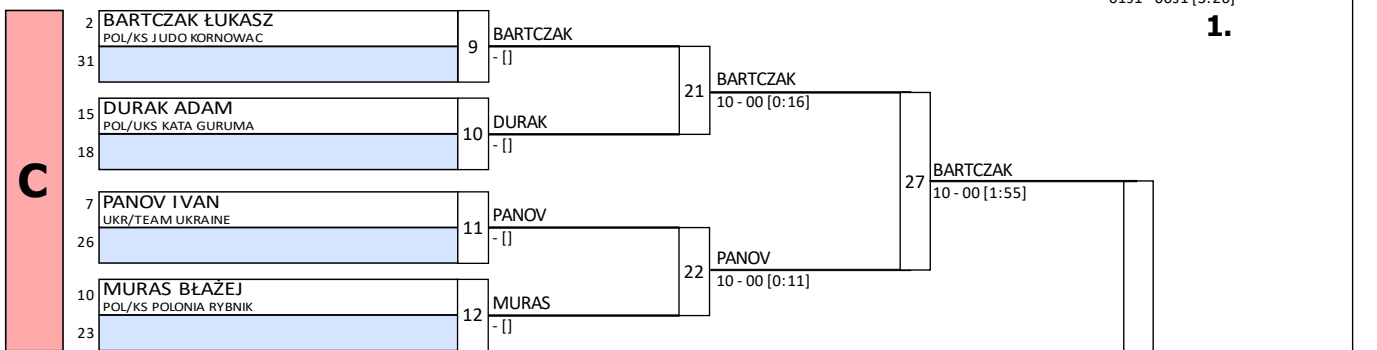 1.
C
2 BARTCZAK ŁUKASZ
POL/KS JUDO KORNOWAC
31
9
BARTCZAK
- []
15 DURAK ADAM
POL/UKS KATA GURUMA
18
10
DURAK
- []
21
BARTCZAK
10 - 00 [0:16]
7 PANOV IVAN
UKR/TEAM UKRAINE
26
11
PANOV
- []
10 MURAS BŁAŻEJ
POL/KS POLONIA RYBNIK
23
12
MURAS
- []
22
PANOV
10 - 00 [0:11]
27
BARTCZAK
10 - 00 [1:55]